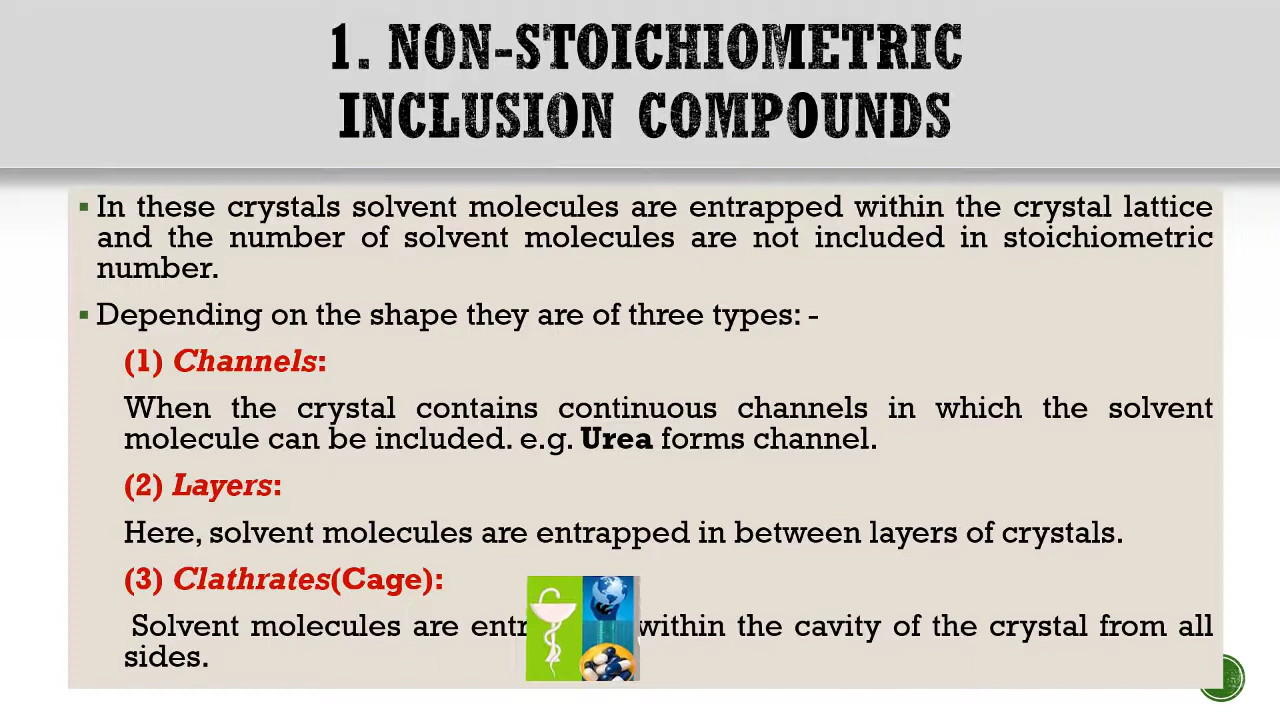 1. NON-STOICHIOMETRIC
INCLUSION COMPOUNDS
▪ In these crystals solvent molecules are entrapped within the crystal lattice
and the number of solvent molecules are not included in stoichiometric
number.
▪ Depending on the shape they are of three types: -
(1) Channels:
When the crystal contains continuous channels in which the solvent
molecule can be included. e.g. Urea forms channel.
(2) Layers:
Here, solvent molecules are entrapped in between layers of crystals.
(3) Clathrates(Cage):
Solvent molecules are within the cavity of the crystal from all
sides.